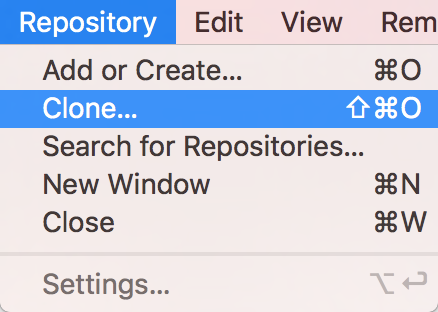 Repository Edit View Rem
Add or Create... ⌘O
Clone... ⇧⌘O
Search for Repositories...
New Window ⌘N
Close ⌘W
Settings... ⌥↩